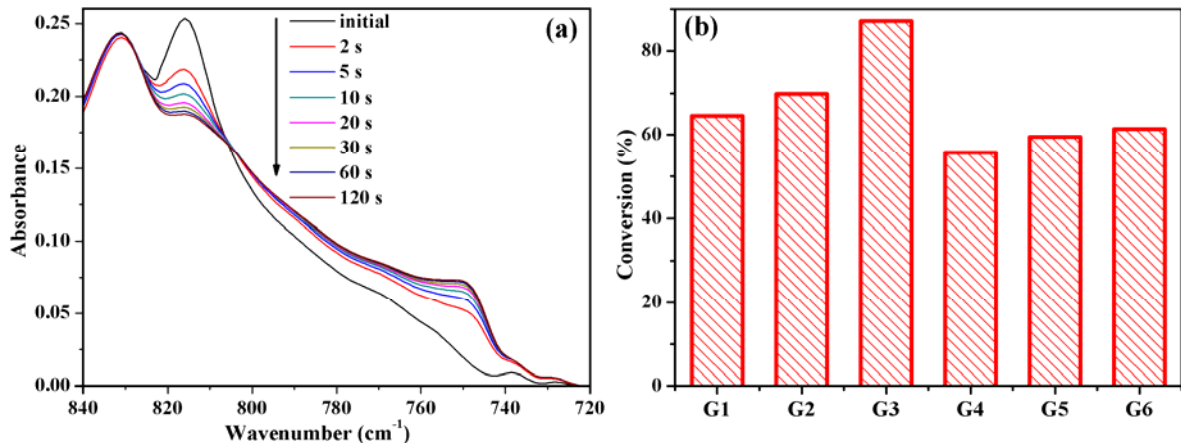 (a)
initial
2 s
5 s
10 s
20 s
30 s
60 s
120 s
0.25
0.20
0.15
0.10
0.05
0.00
Absorbance
840 820 800 780 760 740 720
Wavenumber (cm⁻¹)
(b)
80
60
40
20
0
Conversion (%)
G1 G2 G3 G4 G5 G6